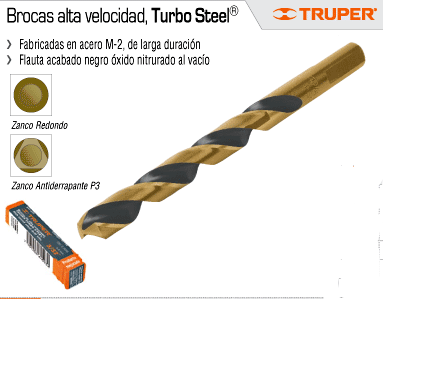 Brocas alta velocidad, Turbo Steel®
TRUPER®
❯ Fabricadas en acero M-2, de larga duración
❯ Flauta acabado negro óxido nitrurado al vacío
Zanco Redondo
Zanco Antiderrapante P3
TRUPER